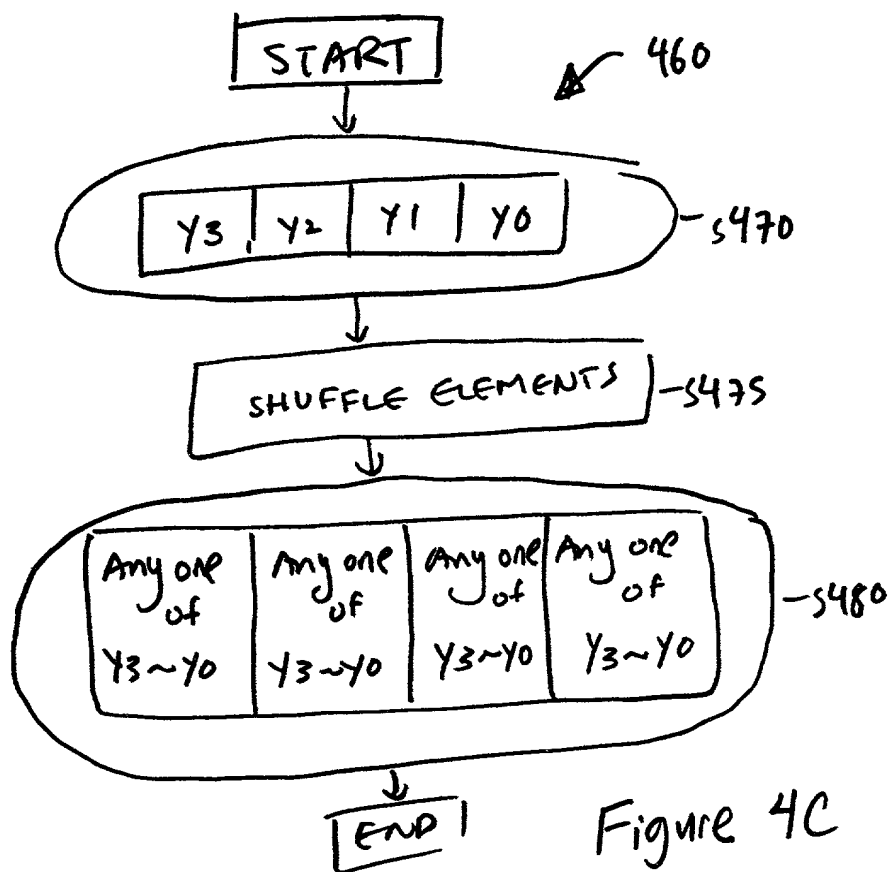 START
460
Y3 Y2 Y1 Y0
s470
SHUFFLE ELEMENTS
s475
Any one Any one Any one Any one
of of of of
Y3~Y0 Y3~Y0 Y3~Y0 Y3~Y0
s480
END
Figure 4C